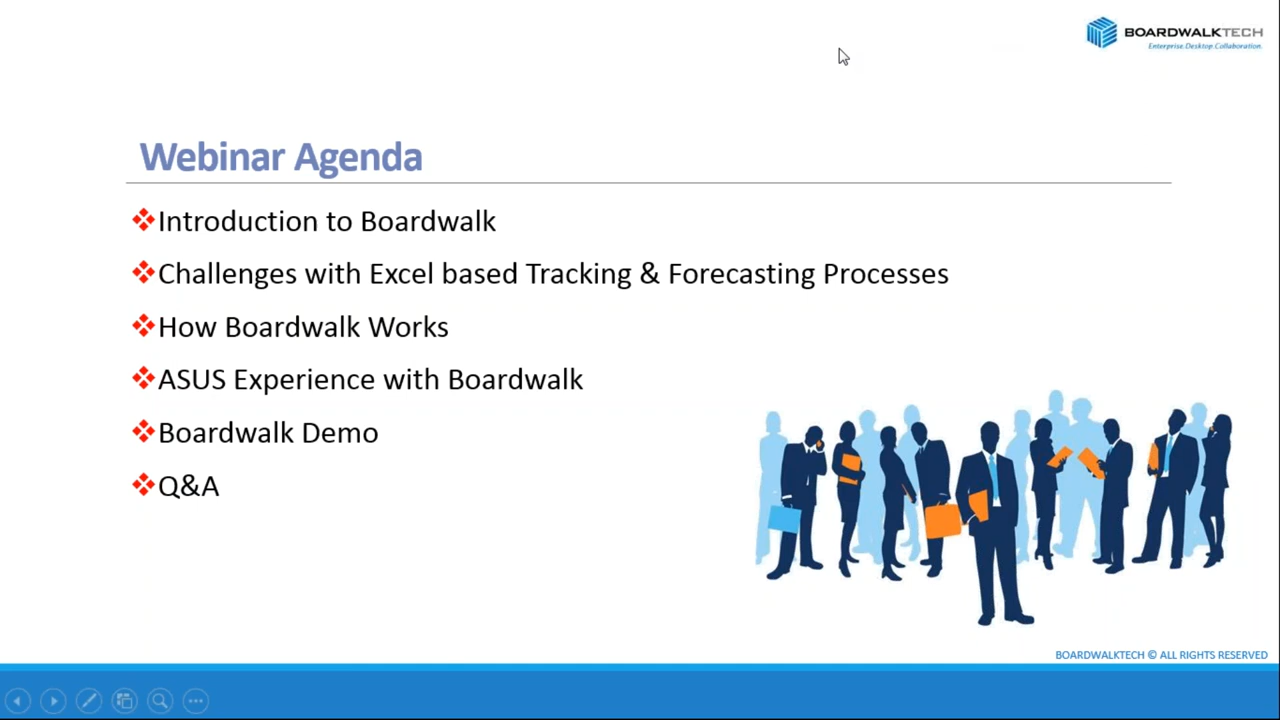 BOARDWALKTECH
Enterprise.Desktop.Collaboration.
Webinar Agenda
Introduction to Boardwalk
Challenges with Excel based Tracking & Forecasting Processes
How Boardwalk Works
ASUS Experience with Boardwalk
Boardwalk Demo
Q&A
BOARDWALKTECH © ALL RIGHTS RESERVED